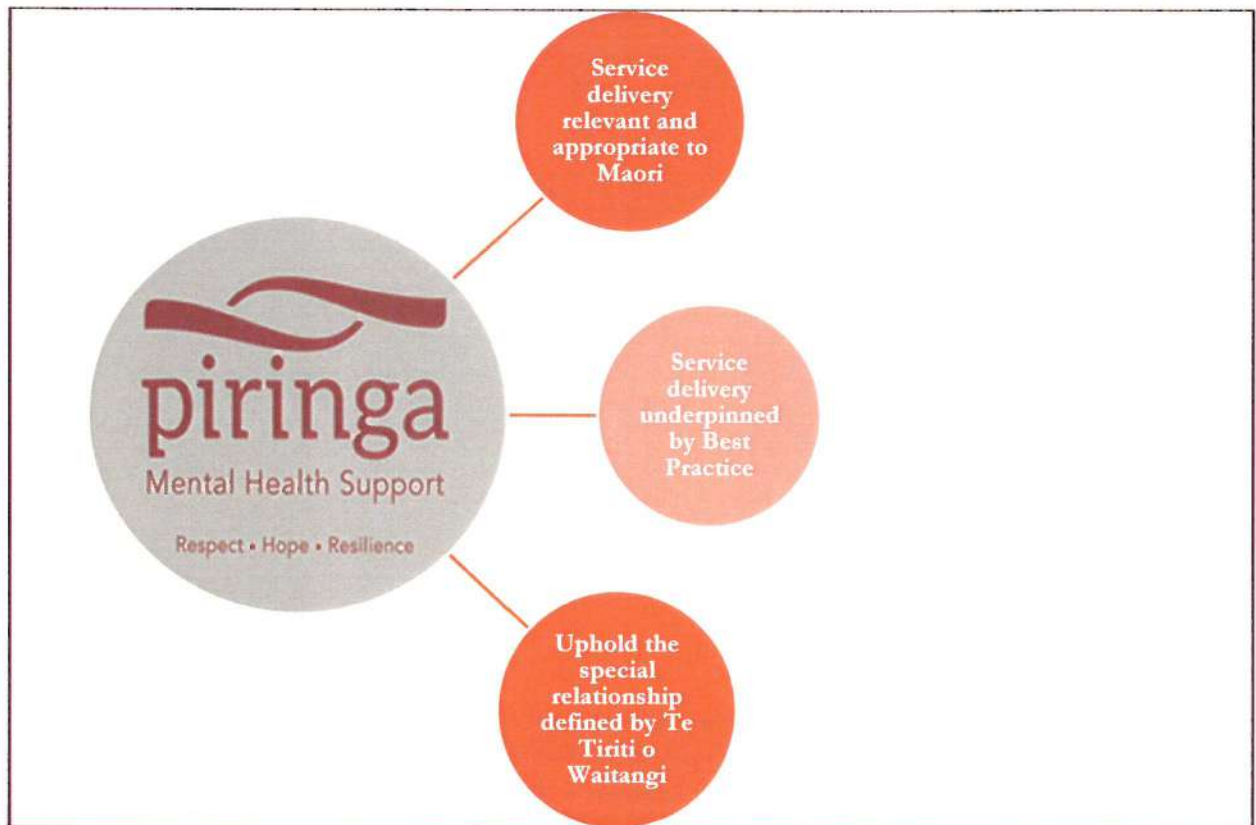 Service
delivery
relevant and
appropriate to
Maori
piringa
Mental Health Support
Respect • Hope • Resilience
Service
delivery
underpinned
by Best
Practice
Uphold the
special
relationship
defined by Te
Tiriti o
Waitangi